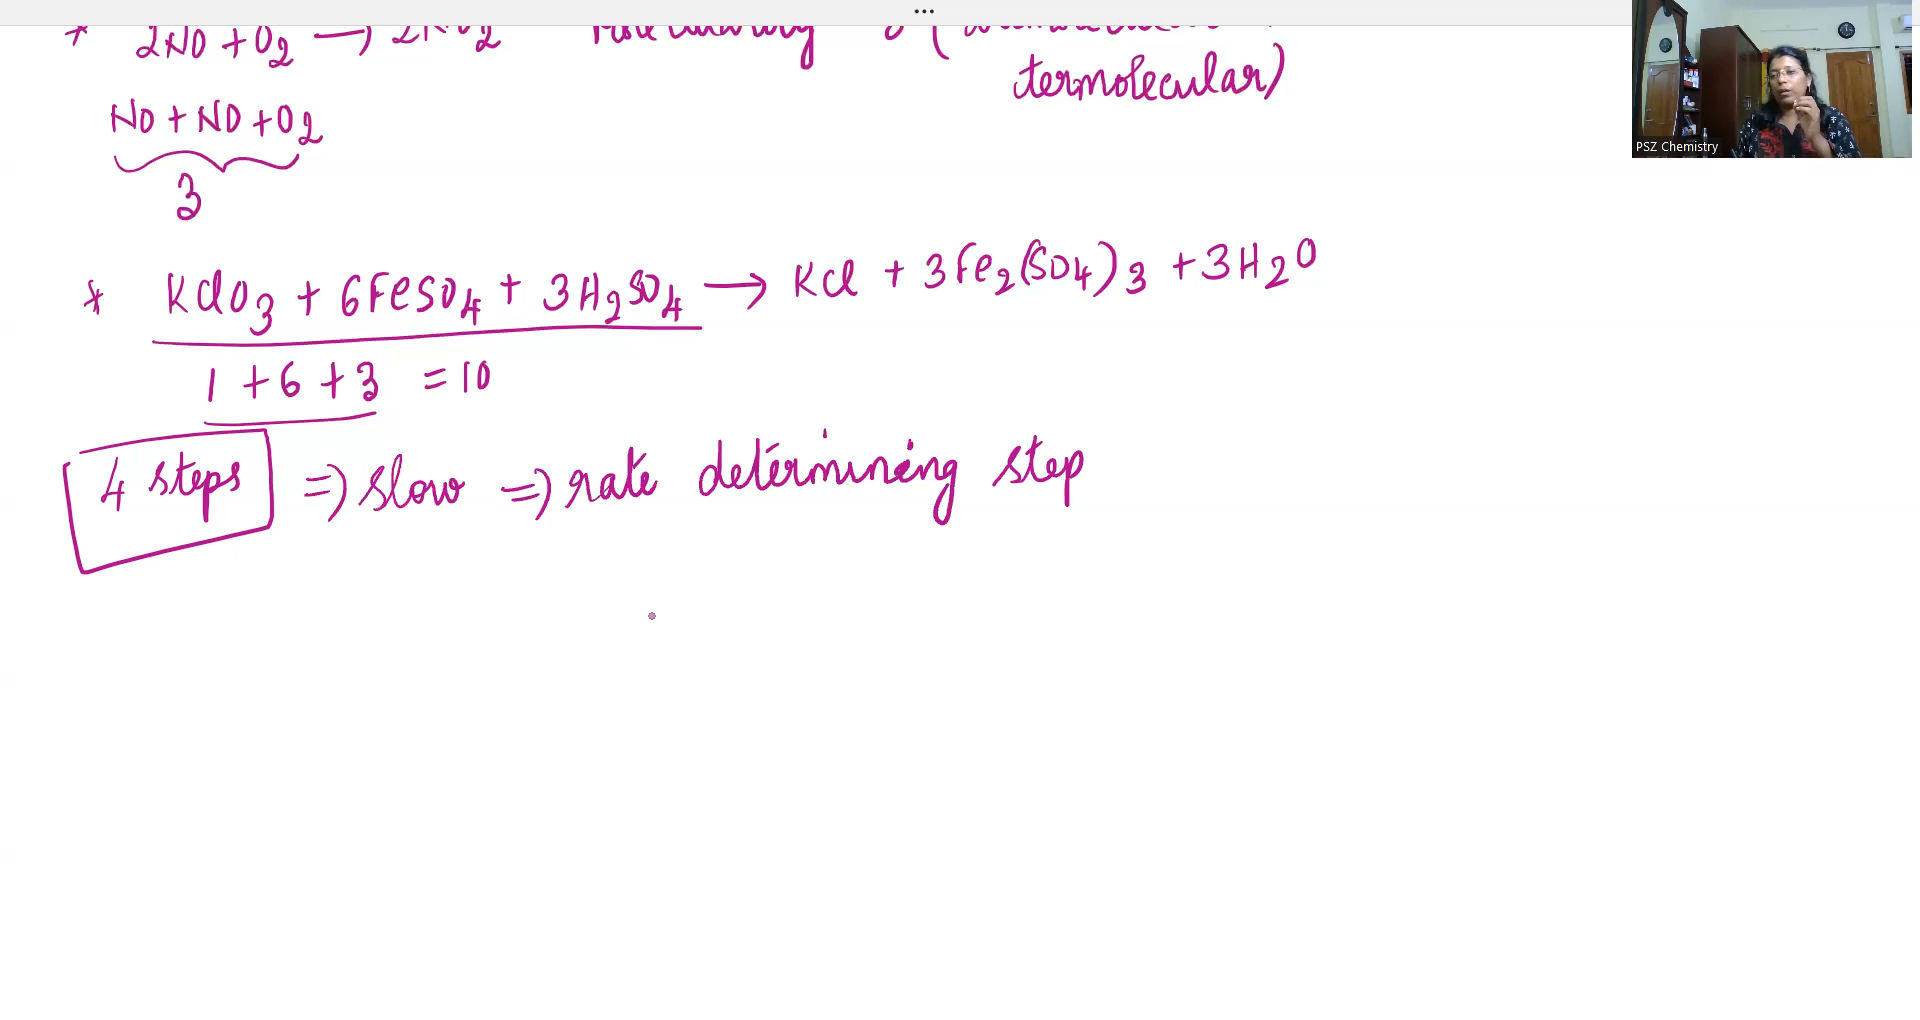 ...
* 2NO + O2 → 2NO2 Molecularity
termolecular)
NO + NO + O2
3
* KClO3 + 6FeSO4 + 3H2SO4 → KCl + 3Fe2(SO4)3 + 3H2O
1 + 6 + 3 = 10
4 steps ⇒ slow ⇒ rate determining step
PSZ Chemistry